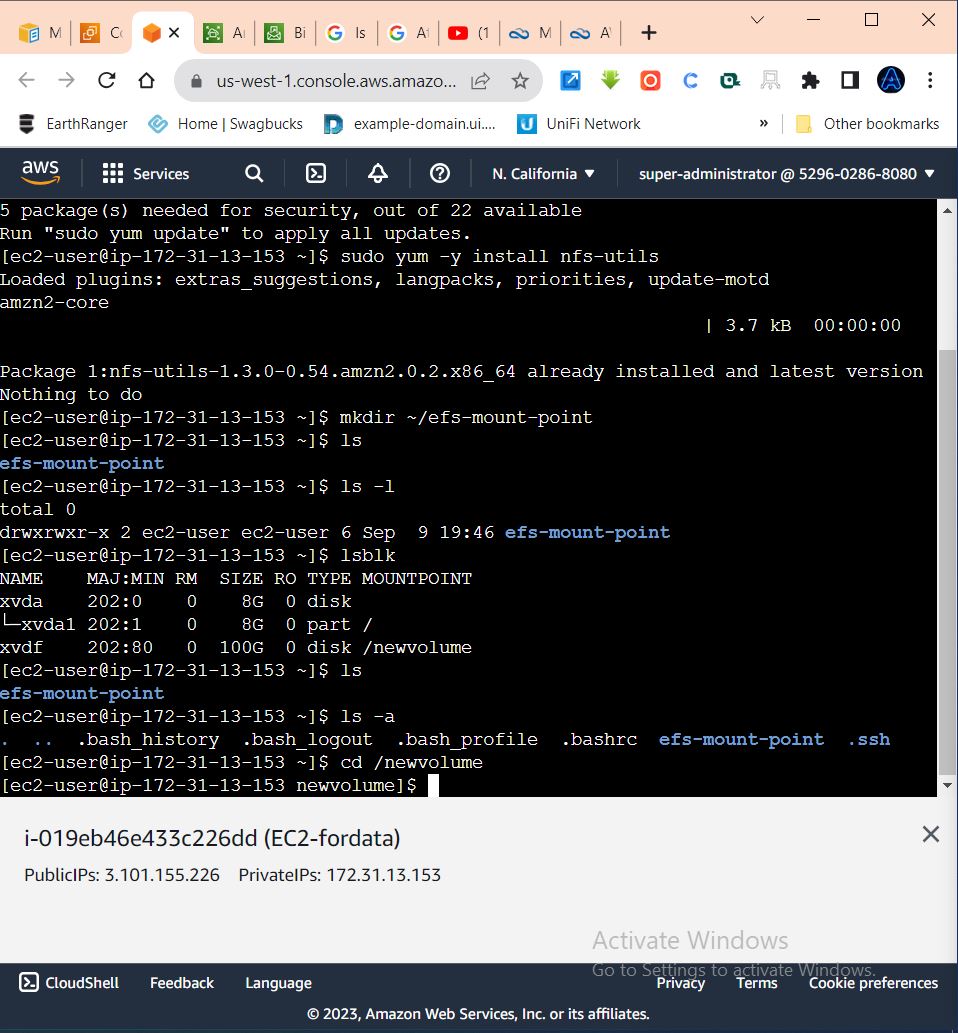 M
Co
Ar
Bi
Is
Af
(1
M
A
us-west-1.console.aws.amazo...
EarthRanger
Home | Swagbucks
example-domain.ui....
UniFi Network
»
Other bookmarks
aws
Services
N. California ▼
super-administrator @ 5296-0286-8080 ▼
5 package(s) needed for security, out of 22 available
Run "sudo yum update" to apply all updates.
[ec2-user@ip-172-31-13-153 ~]$ sudo yum -y install nfs-utils
Loaded plugins: extras_suggestions, langpacks, priorities, update-motd
amzn2-core
| 3.7 kB  00:00:00
Package 1:nfs-utils-1.3.0-0.54.amzn2.0.2.x86_64 already installed and latest version
Nothing to do
[ec2-user@ip-172-31-13-153 ~]$ mkdir ~/efs-mount-point
[ec2-user@ip-172-31-13-153 ~]$ ls
efs-mount-point
[ec2-user@ip-172-31-13-153 ~]$ ls -l
total 0
drwxrwxr-x 2 ec2-user ec2-user 6 Sep  9 19:46 efs-mount-point
[ec2-user@ip-172-31-13-153 ~]$ lsblk
NAME    MAJ:MIN RM  SIZE RO TYPE MOUNTPOINT
xvda    202:0    0    8G  0 disk
└─xvda1 202:1    0    8G  0 part /
xvdf    202:80   0  100G  0 disk /newvolume
[ec2-user@ip-172-31-13-153 ~]$ ls
efs-mount-point
[ec2-user@ip-172-31-13-153 ~]$ ls -a
.  ..  .bash_history  .bash_logout  .bash_profile  .bashrc  efs-mount-point  .ssh
[ec2-user@ip-172-31-13-153 ~]$ cd /newvolume
[ec2-user@ip-172-31-13-153 newvolume]$
i-019eb46e433c226dd (EC2-fordata)
PublicIPs: 3.101.155.226 PrivateIPs: 172.31.13.153
Activate Windows
Go to Settings to activate Windows.
CloudShell
Feedback
Language
Privacy
Terms
Cookie preferences
© 2023, Amazon Web Services, Inc. or its affiliates.